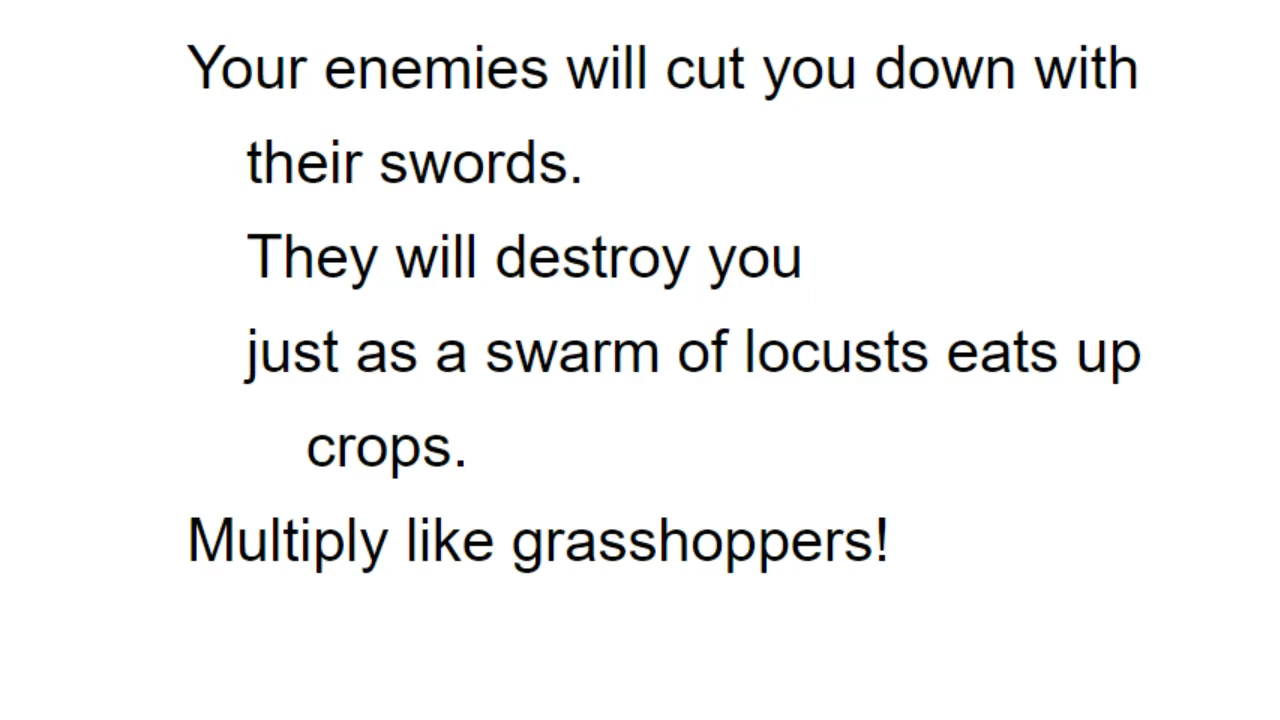 Your enemies will cut you down with
their swords.
They will destroy you
just as a swarm of locusts eats up
crops.
Multiply like grasshoppers!